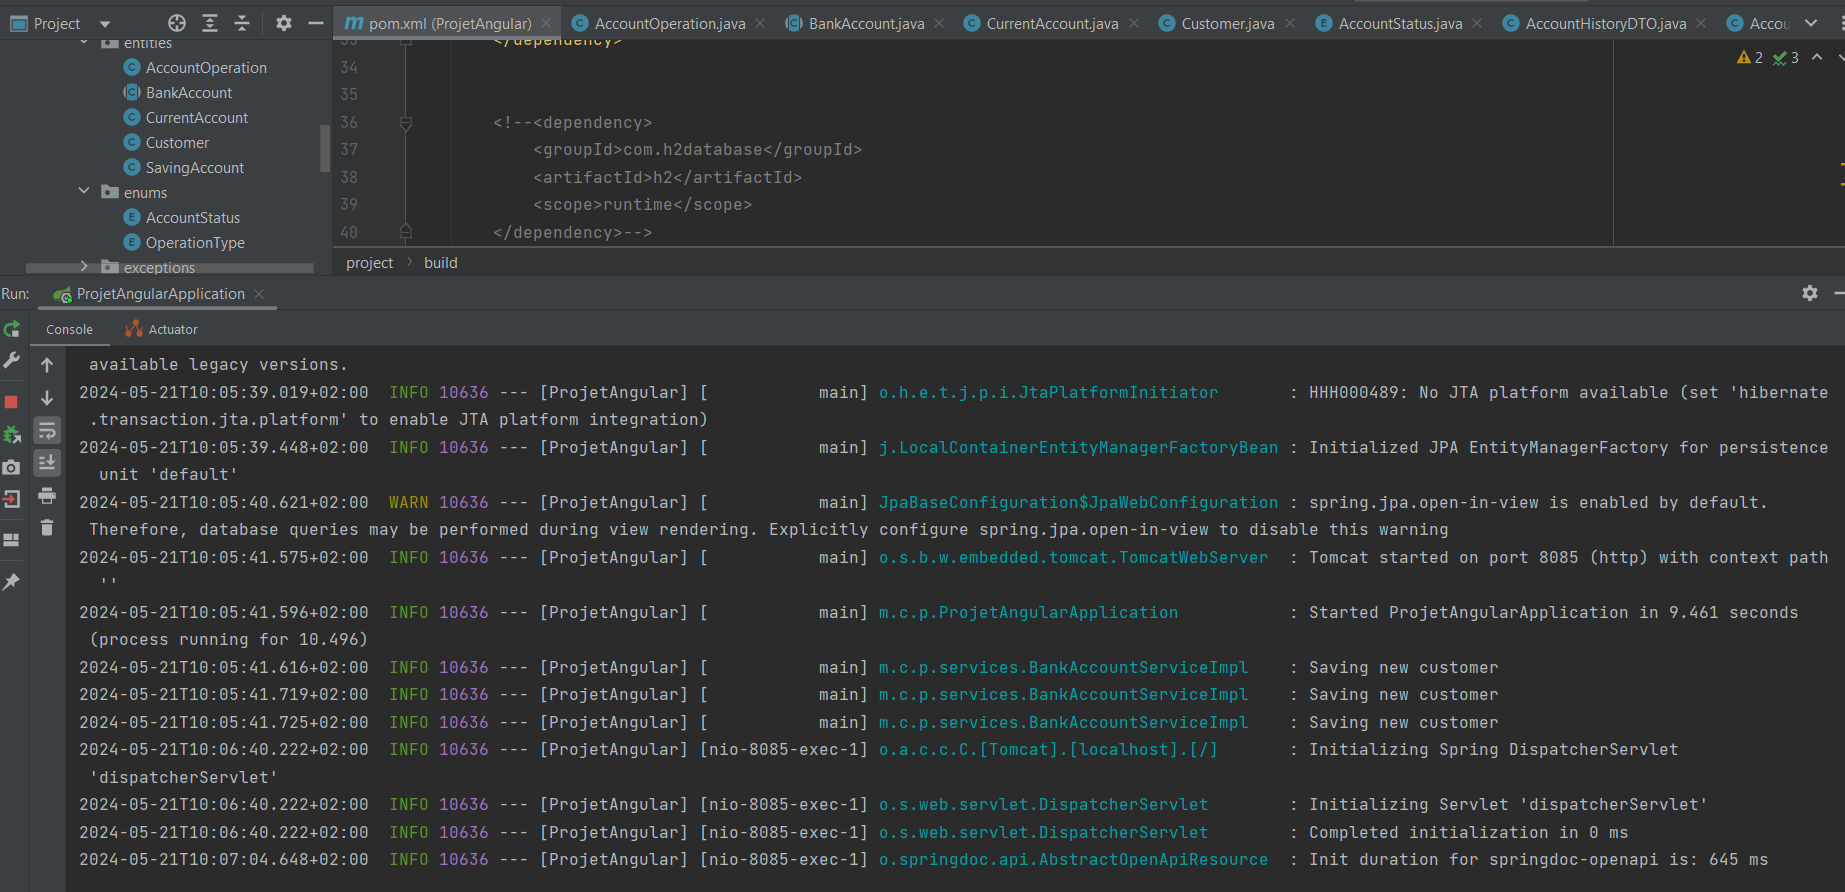 Project
pom.xml (ProjetAngular)
AccountOperation.java
BankAccount.java
CurrentAccount.java
Customer.java
AccountStatus.java
AccountHistoryDTO.java
Accou
entities
AccountOperation
BankAccount
CurrentAccount
Customer
SavingAccount
enums
AccountStatus
OperationType
exceptions
33 </dependency>
34
35
36 <!--<dependency>
37 <groupId>com.h2database</groupId>
38 <artifactId>h2</artifactId>
39 <scope>runtime</scope>
40 </dependency>-->
2 3
project > build
Run: ProjetAngularApplication
Console Actuator
available legacy versions.
2024-05-21T10:05:39.019+02:00 INFO 10636 --- [ProjetAngular] [ main] o.h.e.t.j.p.i.JtaPlatformInitiator : HHH000489: No JTA platform available (set 'hibernate
.transaction.jta.platform' to enable JTA platform integration)
2024-05-21T10:05:39.448+02:00 INFO 10636 --- [ProjetAngular] [ main] j.LocalContainerEntityManagerFactoryBean : Initialized JPA EntityManagerFactory for persistence
unit 'default'
2024-05-21T10:05:40.621+02:00 WARN 10636 --- [ProjetAngular] [ main] JpaBaseConfiguration$JpaWebConfiguration : spring.jpa.open-in-view is enabled by default.
Therefore, database queries may be performed during view rendering. Explicitly configure spring.jpa.open-in-view to disable this warning
2024-05-21T10:05:41.575+02:00 INFO 10636 --- [ProjetAngular] [ main] o.s.b.w.embedded.tomcat.TomcatWebServer : Tomcat started on port 8085 (http) with context path
''
2024-05-21T10:05:41.596+02:00 INFO 10636 --- [ProjetAngular] [ main] m.c.p.ProjetAngularApplication : Started ProjetAngularApplication in 9.461 seconds
(process running for 10.496)
2024-05-21T10:05:41.616+02:00 INFO 10636 --- [ProjetAngular] [ main] m.c.p.services.BankAccountServiceImpl : Saving new customer
2024-05-21T10:05:41.719+02:00 INFO 10636 --- [ProjetAngular] [ main] m.c.p.services.BankAccountServiceImpl : Saving new customer
2024-05-21T10:05:41.725+02:00 INFO 10636 --- [ProjetAngular] [ main] m.c.p.services.BankAccountServiceImpl : Saving new customer
2024-05-21T10:06:40.222+02:00 INFO 10636 --- [ProjetAngular] [nio-8085-exec-1] o.a.c.c.C.[Tomcat].[localhost].[/] : Initializing Spring DispatcherServlet
'dispatcherServlet'
2024-05-21T10:06:40.222+02:00 INFO 10636 --- [ProjetAngular] [nio-8085-exec-1] o.s.web.servlet.DispatcherServlet : Initializing Servlet 'dispatcherServlet'
2024-05-21T10:06:40.222+02:00 INFO 10636 --- [ProjetAngular] [nio-8085-exec-1] o.s.web.servlet.DispatcherServlet : Completed initialization in 0 ms
2024-05-21T10:07:04.648+02:00 INFO 10636 --- [ProjetAngular] [nio-8085-exec-1] o.springdoc.api.AbstractOpenApiResource : Init duration for springdoc-openapi is: 645 ms